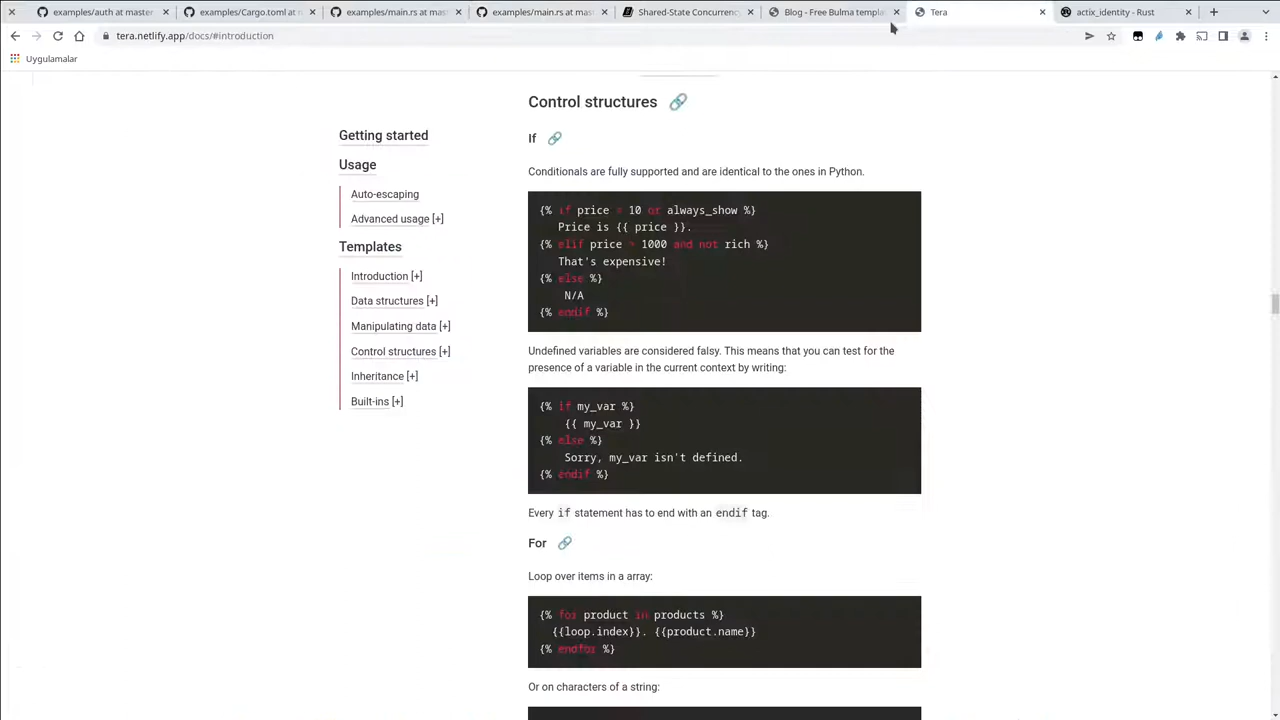 examples/auth at master
examples/Cargo.toml at m
examples/main.rs at mast
examples/main.rs at mast
Shared-State Concurrency
Blog - Free Bulma templat
Tera
actix_identity - Rust
tera.netlify.app/docs/#introduction
Uygulamalar
Getting started
Usage
Auto-escaping
Advanced usage [+]
Templates
Introduction [+]
Data structures [+]
Manipulating data [+]
Control structures [+]
Inheritance [+]
Built-ins [+]
Control structures
If
Conditionals are fully supported and are identical to the ones in Python.
{% if price < 10 or always_show %}
Price is {{ price }}.
{% elif price > 1000 and not rich %}
That's expensive!
{% else %}
N/A
{% endif %}
Undefined variables are considered falsy. This means that you can test for the
presence of a variable in the current context by writing:
{% if my_var %}
{{ my_var }}
{% else %}
Sorry, my_var isn't defined.
{% endif %}
Every if statement has to end with an endif tag.
For
Loop over items in a array:
{% for product in products %}
{{loop.index}}. {{product.name}}
{% endfor %}
Or on characters of a string: